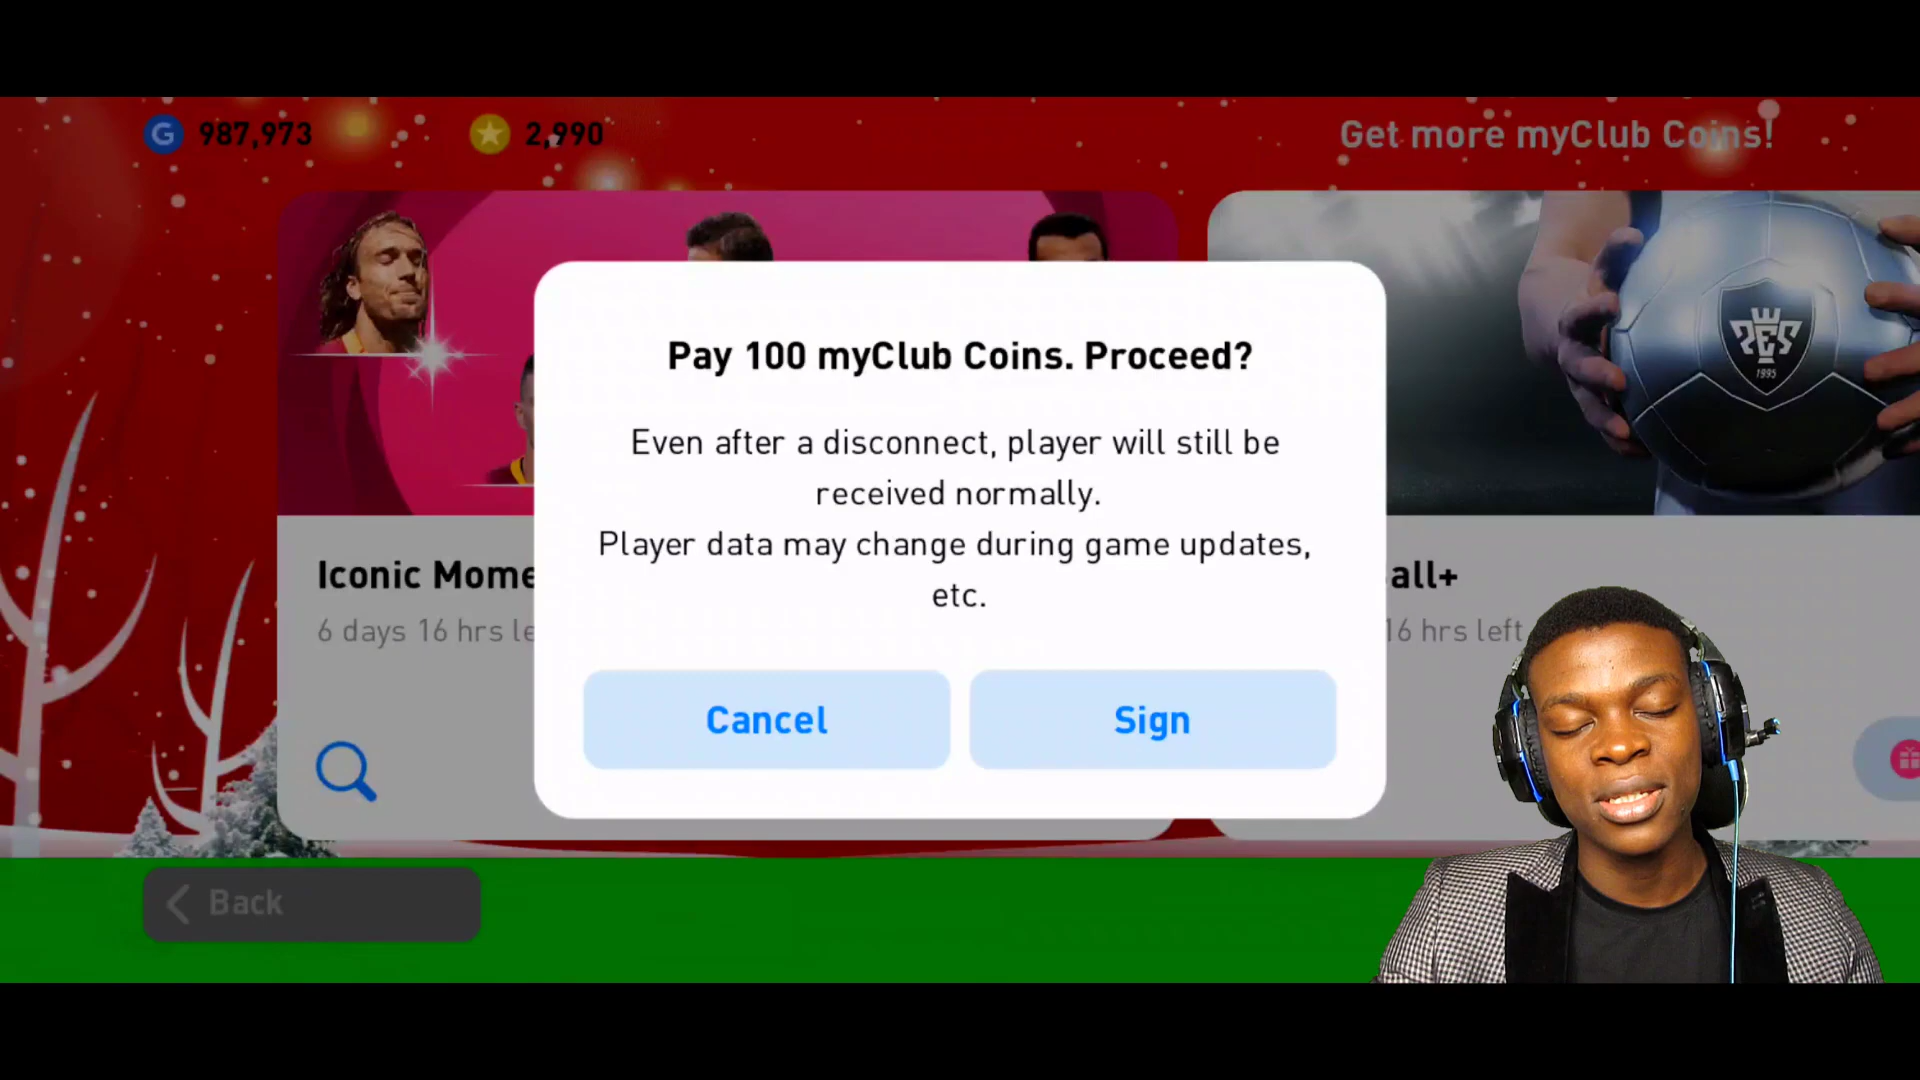 987,973
2,990
Get more myClub Coins!
Pay 100 myClub Coins. Proceed?
Even after a disconnect, player will still be
received normally.
Player data may change during game updates,
etc.
Iconic Mome
6 days 16 hrs le
all+
16 hrs left
PES
1995
Cancel
Sign
Back